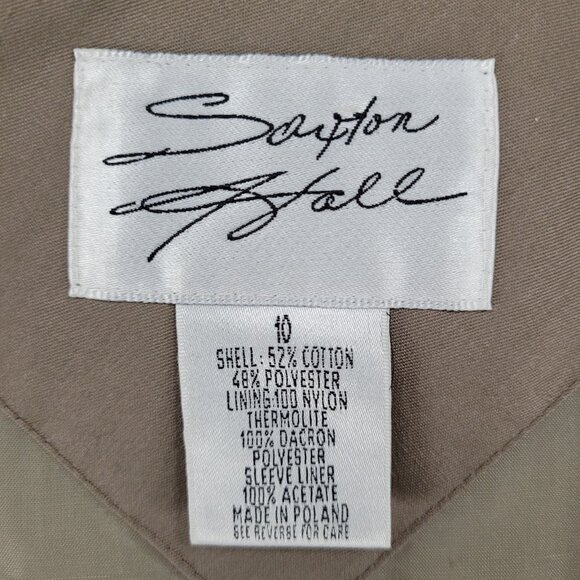 Saxton
Hall
10
SHELL: 52% COTTON
48% POLYESTER
LINING:100 NYLON
THERMOLITE
100% DACRON
POLYESTER
SLEEVE LINER
100% ACETATE
MADE IN POLAND
SEE REVERSE FOR CARE